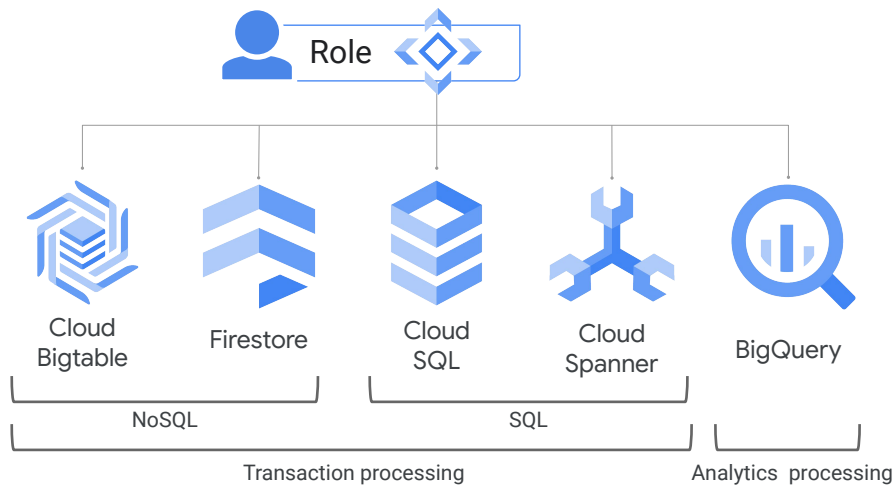 Role
Cloud
Bigtable
Firestore
Cloud
SQL
Cloud
Spanner
BigQuery
NoSQL
SQL
Transaction processing
Analytics processing